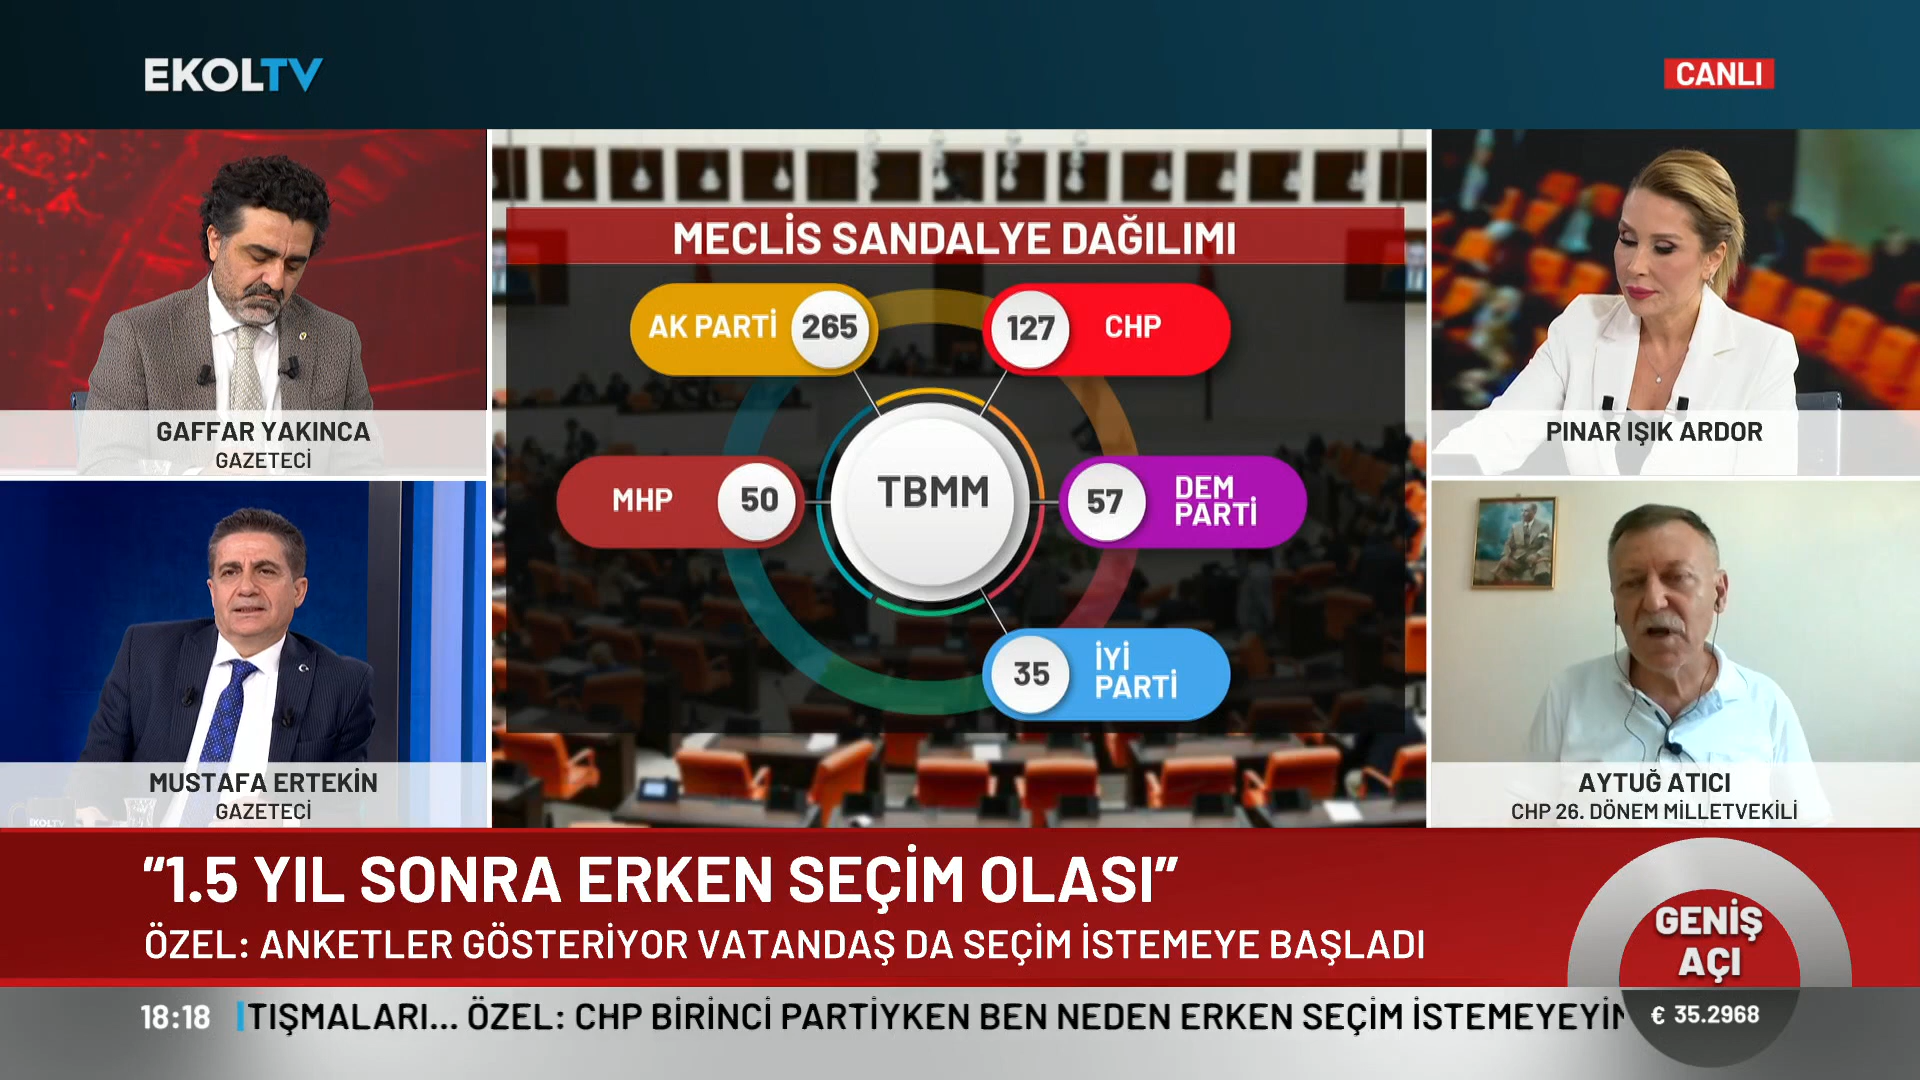 EKOLTV
CANLI
GAFFAR YAKINCA
GAZETECİ
MUSTAFA ERTEKİN
GAZETECİ
MECLİS SANDALYE DAĞILIMI
AK PARTİ 265
127 CHP
MHP 50
TBMM
57 DEM
PARTİ
35 İYİ
PARTİ
PINAR IŞIK ARDOR
AYTUĞ ATICI
CHP 26. DÖNEM MİLLETVEKİLİ
"1.5 YIL SONRA ERKEN SEÇİM OLASI"
ÖZEL: ANKETLER GÖSTERİYOR VATANDAŞ DA SEÇİM İSTEMEYE BAŞLADI
GENİŞ
AÇI
18:18 TIŞMALARI... ÖZEL: CHP BİRİNCİ PARTİYKEN BEN NEDEN ERKEN SEÇİM İSTEMEYEYİN
€ 35.2968